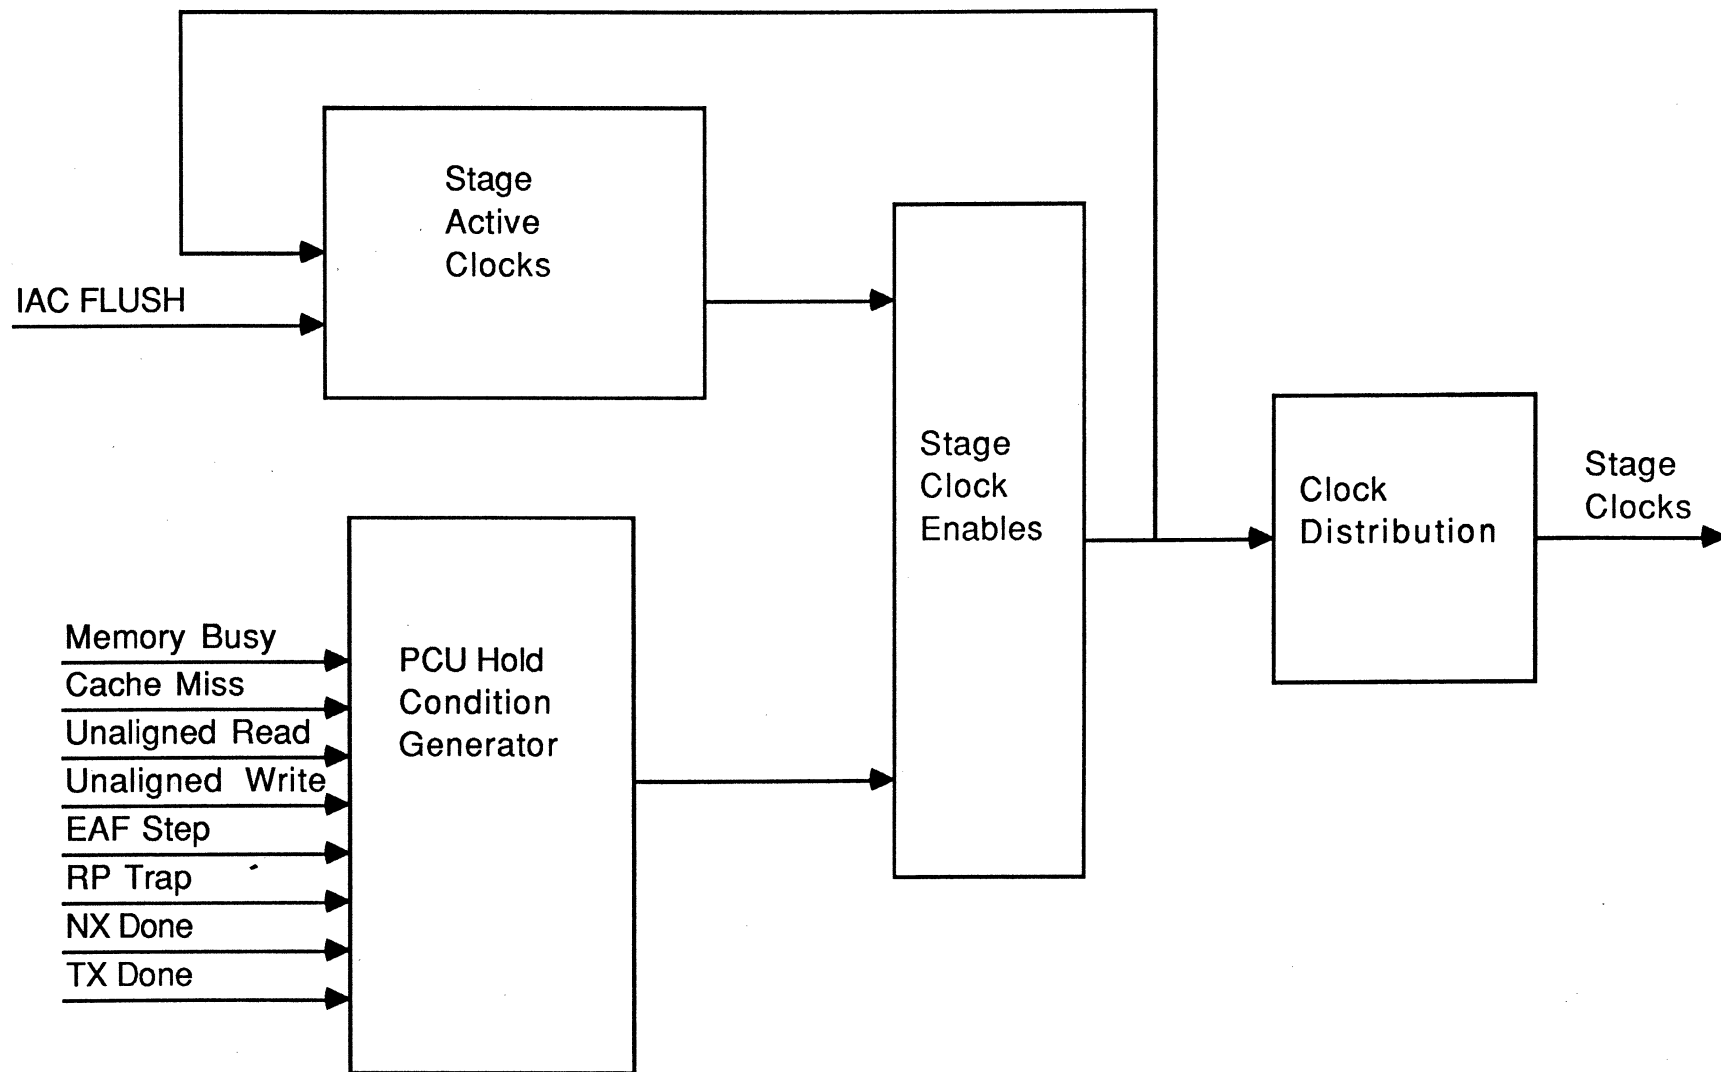 Stage
Active
Clocks
IAC FLUSH
Stage
Clock
Enables
Clock
Distribution
Stage
Clocks
Memory Busy
Cache Miss
Unaligned Read
Unaligned Write
EAF Step
RP Trap
NX Done
TX Done
PCU Hold
Condition
Generator